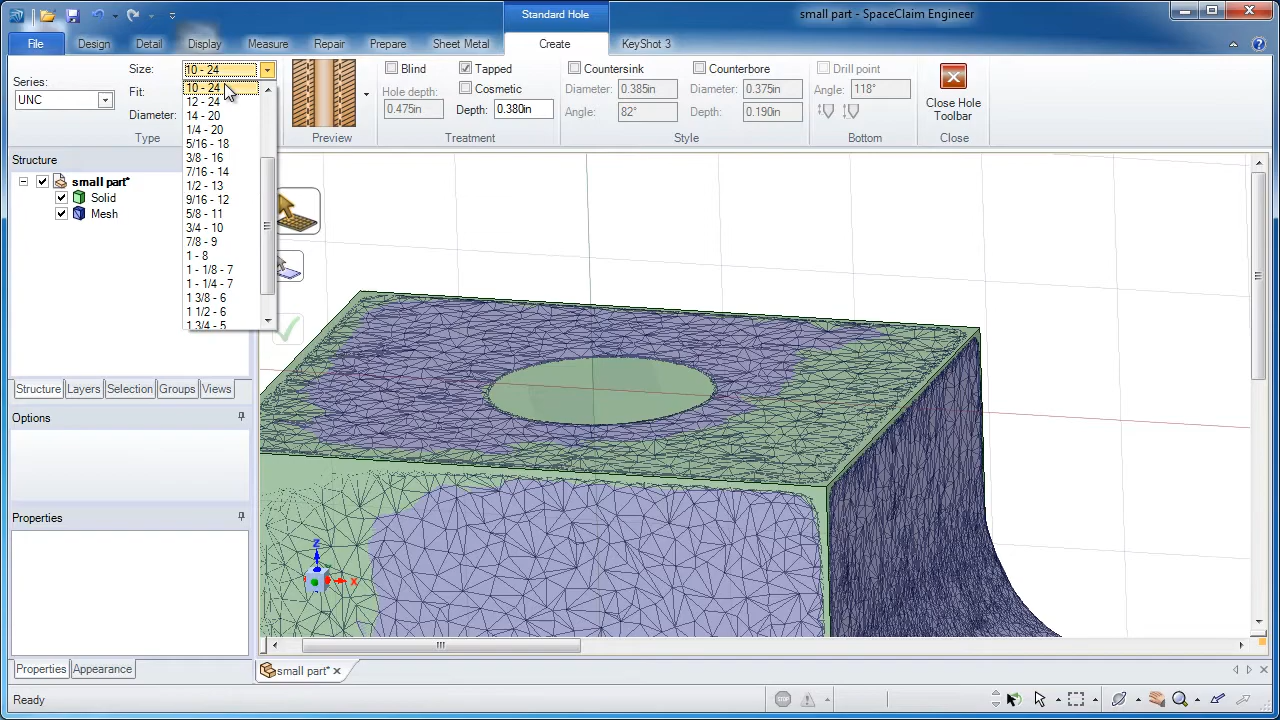 Standard Hole
small part - SpaceClaim Engineer
File
Design
Detail
Display
Measure
Repair
Prepare
Sheet Metal
Create
KeyShot 3
Series:
UNC
Size:
10 - 24
Fit:
Diameter:
Type
Preview
Blind
Hole depth:
0.475in
Tapped
Cosmetic
Depth:
0.380in
Treatment
Countersink
Diameter:
0.385in
Angle:
82°
Counterbore
Diameter:
0.375in
Depth:
0.190in
Style
Drill point
Angle:
118°
Bottom
Close Hole
Toolbar
Close
10 - 24
12 - 24
14 - 20
1/4 - 20
5/16 - 18
3/8 - 16
7/16 - 14
1/2 - 13
9/16 - 12
5/8 - 11
3/4 - 10
7/8 - 9
1 - 8
1 - 1/8 - 7
1 - 1/4 - 7
1 3/8 - 6
1 1/2 - 6
1 3/4 - 5
Structure
small part*
Solid
Mesh
Structure
Layers
Selection
Groups
Views
Options
Properties
Z
X
Properties
Appearance
small part*
Ready